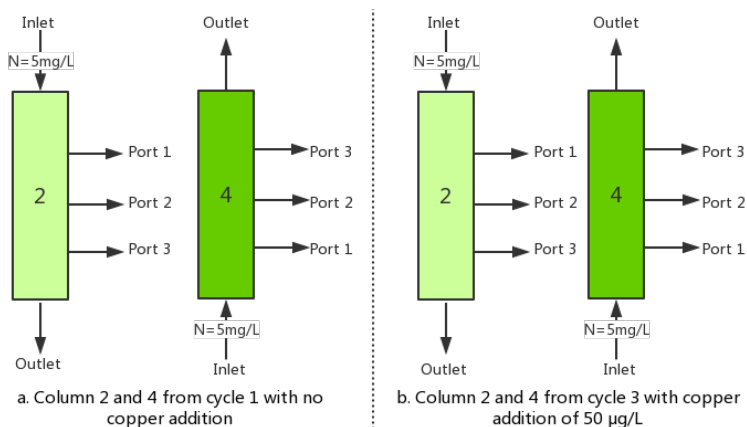 Inlet
N=5mg/L
2
Port 1
Port 2
Port 3
Outlet
Outlet
4
Port 3
Port 2
Port 1
N=5mg/L
Inlet
a. Column 2 and 4 from cycle 1 with no
copper addition
Inlet
N=5mg/L
2
Port 1
Port 2
Port 3
Outlet
Outlet
4
Port 3
Port 2
Port 1
N=5mg/L
Inlet
b. Column 2 and 4 from cycle 3 with copper
addition of 50 µg/L